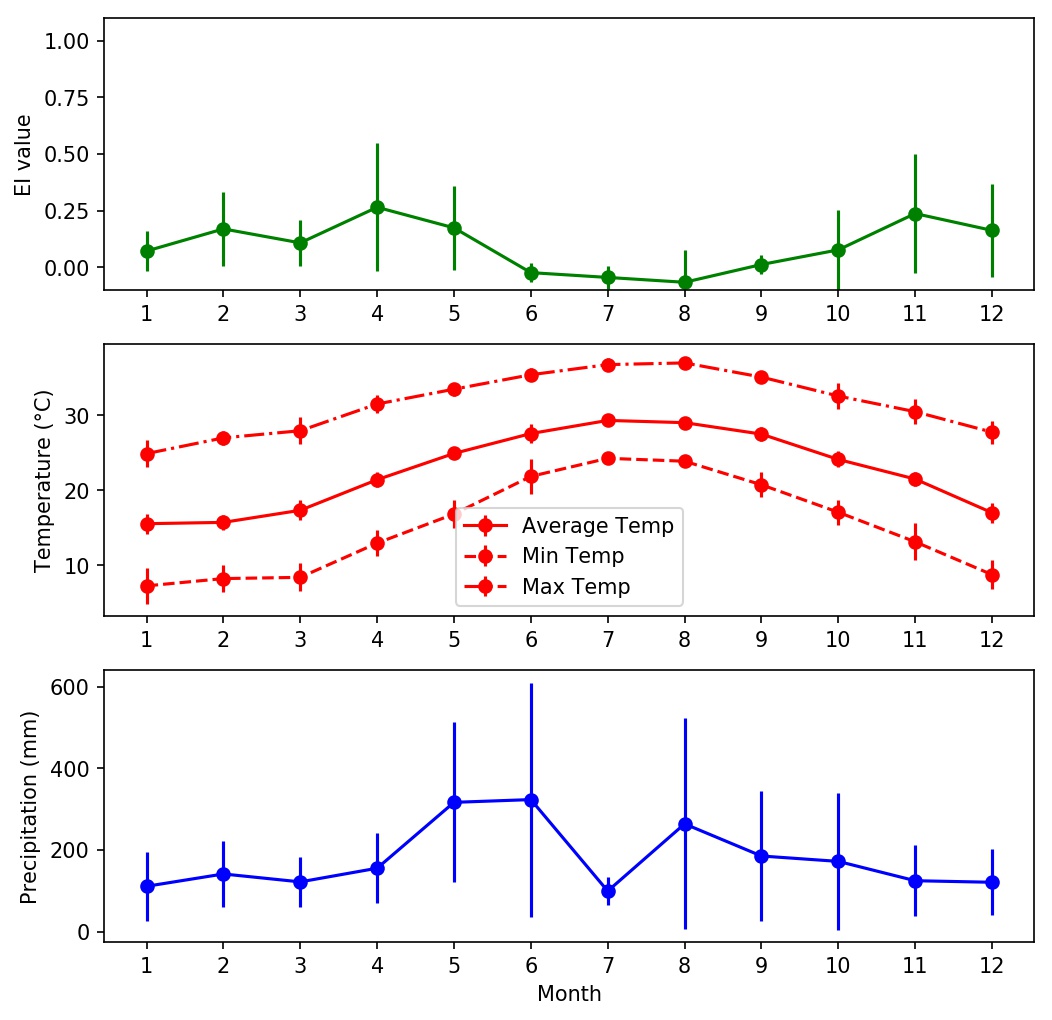 EI value
1.00
0.75
0.50
0.25
0.00
1 2 3 4 5 6 7 8 9 10 11 12
Temperature (°C)
30
20
10
Average Temp
Min Temp
Max Temp
1 2 3 4 5 6 7 8 9 10 11 12
Precipitation (mm)
600
400
200
0
1 2 3 4 5 6 7 8 9 10 11 12
Month